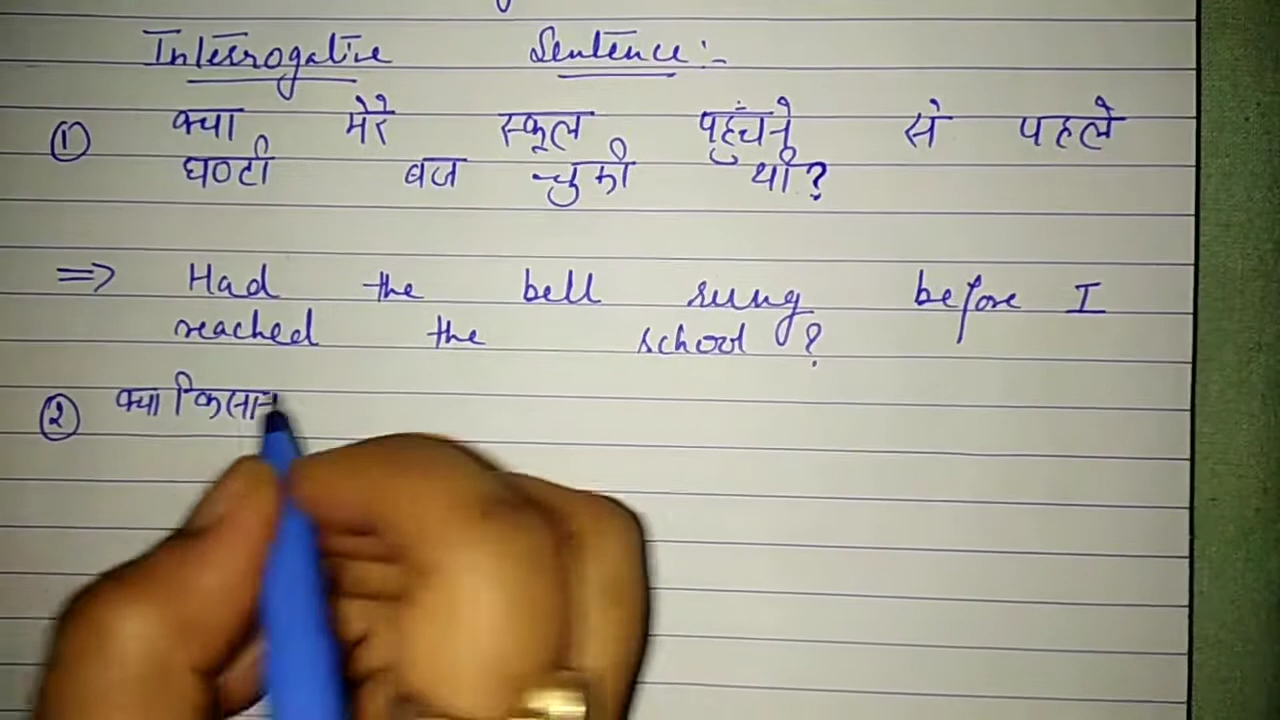 Interrogative Sentence:-
① क्या मेरे स्कूल पहुँचने से पहले
घण्टी बज चुकी थी?
⇒ Had the bell rung before I
reached the school?
② क्या किसान